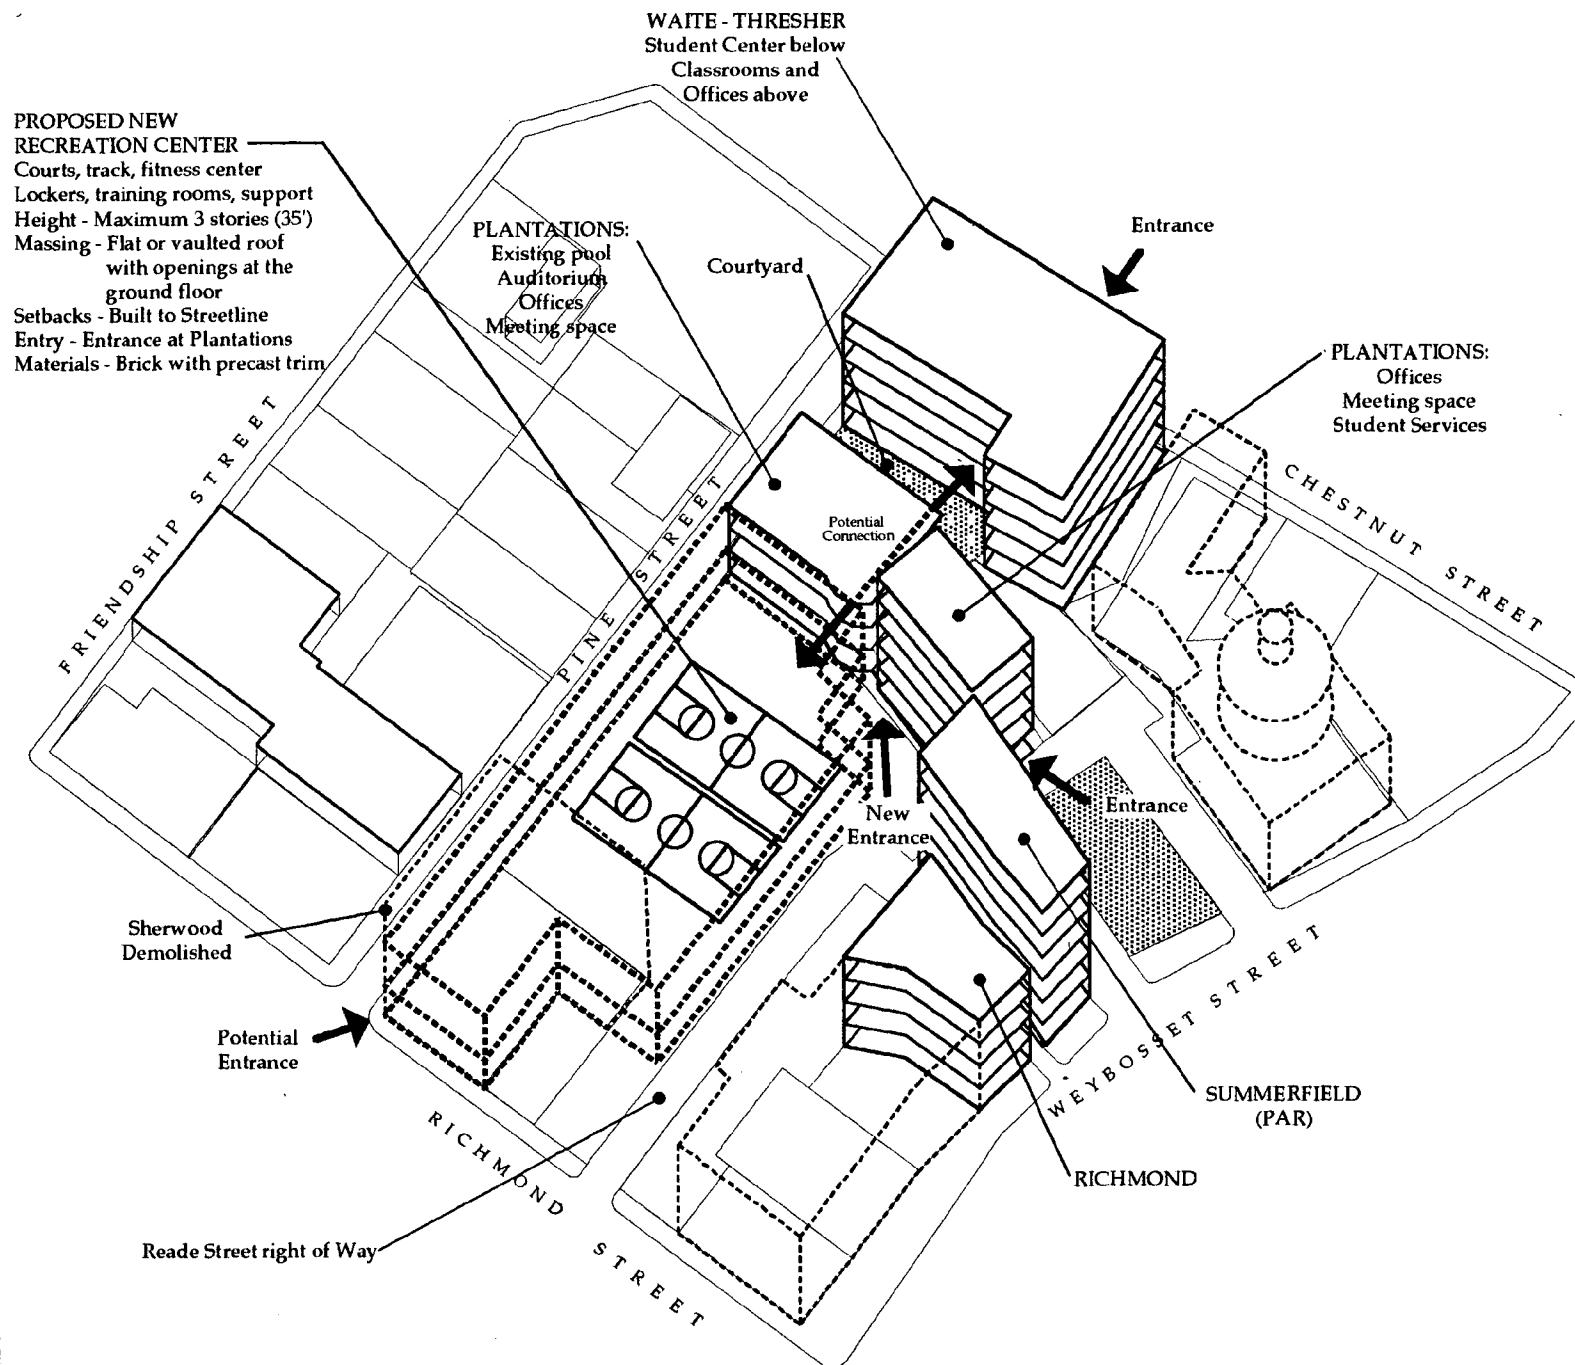 WAITE - THRESHER
Student Center below
Classrooms and
Offices above
PROPOSED NEW
RECREATION CENTER
Courts, track, fitness center
Lockers, training rooms, support
Height - Maximum 3 stories (35')
Massing - Flat or vaulted roof
with openings at the
ground floor
Setbacks - Built to Streetline
Entry - Entrance at Plantations
Materials - Brick with precast trim
PLANTATIONS:
Existing pool
Auditorium
Offices
Meeting space
Courtyard
Entrance
PLANTATIONS:
Offices
Meeting space
Student Services
FRIENDSHIP STREET
PINE STREET
CHESTNUT STREET
Potential
Connection
New
Entrance
Entrance
Sherwood
Demolished
Potential
Entrance
WEYBOSSET STREET
RICHMOND STREET
SUMMERFIELD
(PAR)
RICHMOND
Reade Street right of Way